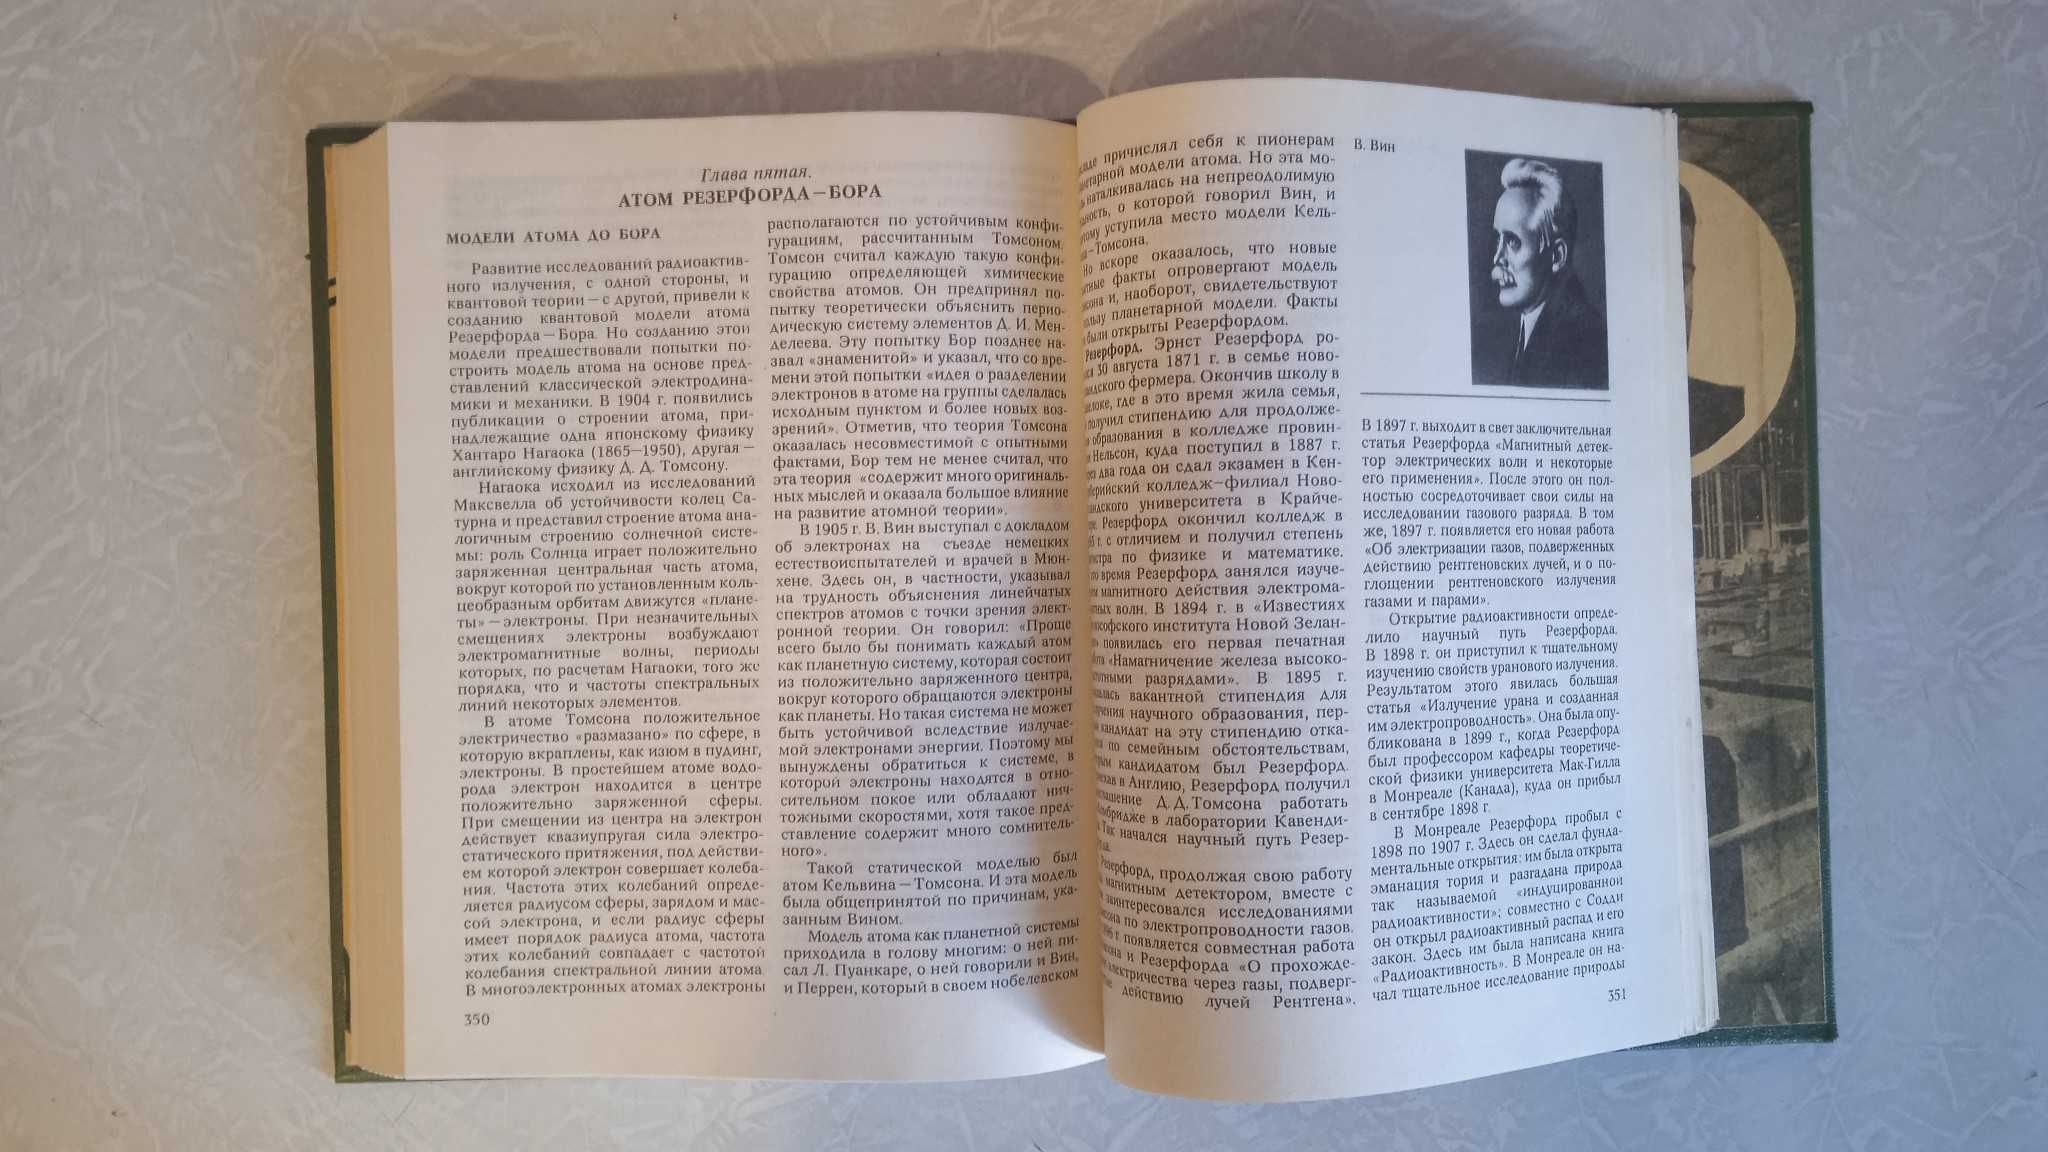 Глава пятая.
АТОМ РЕЗЕРФОРДА — БОРА
МОДЕЛИ АТОМА ДО БОРА
Развитие исследований радиоактив-
ного излучения, с одной стороны, и
квантовой теории — с другой, привели к
созданию квантовой модели атома
Резерфорда — Бора. Но созданию этой
модели предшествовали попытки по-
строить модель атома на основе пред-
ставлений классической электродина-
мики и механики. В 1904 г. появились
публикации о строении атома, при-
надлежащие одна японскому физику
Хантаро Нагаока (1865—1950), другая —
английскому физику Д. Д. Томсону.
Нагаока исходил из исследований
Максвелла об устойчивости колец Са-
турна и представил строение атома ана-
логичным строению солнечной систе-
мы: роль Солнца играет положительно
заряженная центральная часть атома,
вокруг которой по установленным коль-
цеобразным орбитам движутся «плане-
ты» — электроны. При незначительных
смещениях электроны возбуждают
электромагнитные волны, периоды
которых, по расчетам Нагаоки, того же
порядка, что и частоты спектральных
линий некоторых элементов.
В атоме Томсона положительное
электричество «размазано» по сфере, в
которую вкраплены, как изюм в пудинг,
электроны. В простейшем атоме водо-
рода электрон находится в центре
положительно заряженной сферы.
При смещении из центра на электрон
действует квазиупругая сила электро-
статического притяжения, под действи-
ем которой электрон совершает колеба-
ния. Частота этих колебаний опреде-
ляется радиусом сферы, зарядом и мас-
сой электрона, и если радиус сферы
имеет порядок радиуса атома, частота
этих колебаний совпадает с частотой
колебания спектральной линии атома.
В многоэлектронных атомах электроны
350
располагаются по устойчивым конфи-
гурациям, рассчитанным Томсоном.
Томсон считал каждую такую конфи-
гурацию определяющей химические
свойства атомов. Он предпринял по-
пытку теоретически объяснить перио-
дическую систему элементов Д. И. Мен-
делеева. Эту попытку Бор позднее на-
звал «знаменитой» и указал, что со вре-
мени этой попытки «идея о разделении
электронов в атоме на группы сделалась
исходным пунктом и более новых воз-
зрений». Отметив, что теория Томсона
оказалась несовместимой с опытными
фактами, Бор тем не менее считал, что
эта теория «содержит много оригиналь-
ных мыслей и оказала большое влияние
на развитие атомной теории».
В 1905 г. В. Вин выступал с докладом
об электронах на съезде немецких
естествоиспытателей и врачей в Мюн-
хене. Здесь он, в частности, указывал
на трудность объяснения линейчатых
спектров атомов с точки зрения элект-
ронной теории. Он говорил: «Проще
всего было бы понимать каждый атом
как планетную систему, которая состоит
из положительно заряженного центра,
вокруг которого обращаются электроны
как планеты. Но такая система не может
быть устойчивой вследствие излучае-
мой электронами энергии. Поэтому мы
вынуждены обратиться к системе, в
которой электроны находятся в отно-
сительном покое или обладают нич-
тожными скоростями, хотя такое пред-
ставление содержит много сомнитель-
ного».
Такой статической моделью был
атом Кельвина — Томсона. И эта модель
была общепринятой по причинам, ука-
занным Вином.
Модель атома как планетной системы
приходила в голову многим: о ней пи-
сал Л. Пуанкаре, о ней говорили и Вин,
и Перрен, который в своем нобелевском
причислял себя к пионерам
модели атома. Но эта мо-
наталкивалась на непреодолимую
о которой говорил Вин, и
уступила место модели Кель-
—Томсона.
Но вскоре оказалось, что новые
факты опровергают модель
и, наоборот, свидетельствуют
планетарной модели. Факты
были открыты Резерфордом.
Резерфорд. Эрнст Резерфорд ро-
30 августа 1871 г. в семье ново-
фермера. Окончив школу в
где в это время жила семья,
получил стипендию для продолже-
образования в колледже провин-
Нельсон, куда поступил в 1887 г.
два года он сдал экзамен в Кен-
колледж—филиал Ново-
университета в Крайче-
Резерфорд окончил колледж в
г. с отличием и получил степень
по физике и математике.
время Резерфорд занялся изуче-
магнитного действия электрома-
волн. В 1894 г. в «Известиях
института Новой Зелан-
появилась его первая печатная
«Намагничение железа высоко-
разрядами». В 1895 г.
вакантной стипендия для
научного образования, пер-
кандидат на эту стипендию отка-
по семейным обстоятельствам,
кандидатом был Резерфорд.
в Англию, Резерфорд получил
Д. Д. Томсона работать
в лаборатории Кавенди-
Так начался научный путь Резер-
Резерфорд, продолжая свою работу
магнитным детектором, вместе с
заинтересовался исследованиями
по электропроводности газов.
г. появляется совместная работа
и Резерфорда «О прохожде-
электричества через газы, подверг-
действию лучей Рентгена».
В. Вин
В 1897 г. выходит в свет заключительная
статья Резерфорда «Магнитный детек-
тор электрических волн и некоторые
его применения». После этого он пол-
ностью сосредоточивает свои силы на
исследовании газового разряда. В том
же, 1897 г. появляется его новая работа
«Об электризации газов, подверженных
действию рентгеновских лучей, и о по-
глощении рентгеновского излучения
газами и парами».
Открытие радиоактивности опреде-
лило научный путь Резерфорда.
В 1898 г. он приступил к тщательному
изучению свойств уранового излучения.
Результатом этого явилась большая
статья «Излучение урана и созданная
им электропроводность». Она была опу-
бликована в 1899 г., когда Резерфорд
был профессором кафедры теоретиче-
ской физики университета Мак-Гилла
в Монреале (Канада), куда он прибыл
в сентябре 1898 г.
В Монреале Резерфорд пробыл с
1898 по 1907 г. Здесь он сделал фунда-
ментальные открытия: им была открыта
эманация тория и разгадана природа
так называемой «индуцированной
радиоактивности»; совместно с Содди
он открыл радиоактивный распад и его
закон. Здесь им была написана книга
«Радиоактивность». В Монреале он на-
чал тщательное исследование природы
351